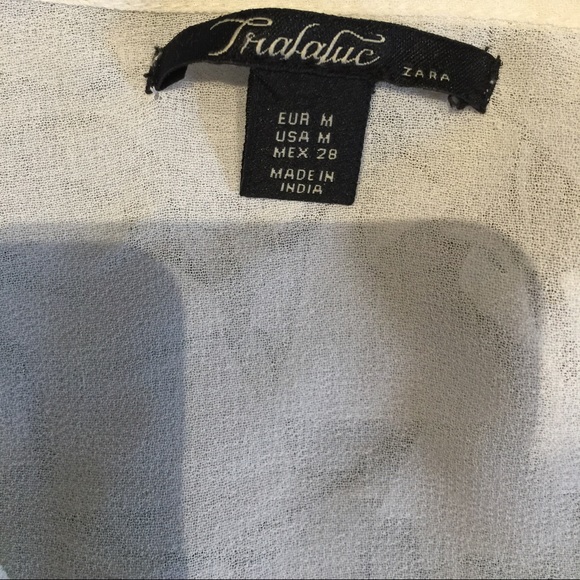 Trafaluc
ZARA
EUR M
USA M
MEX 28
MADE IN
INDIA